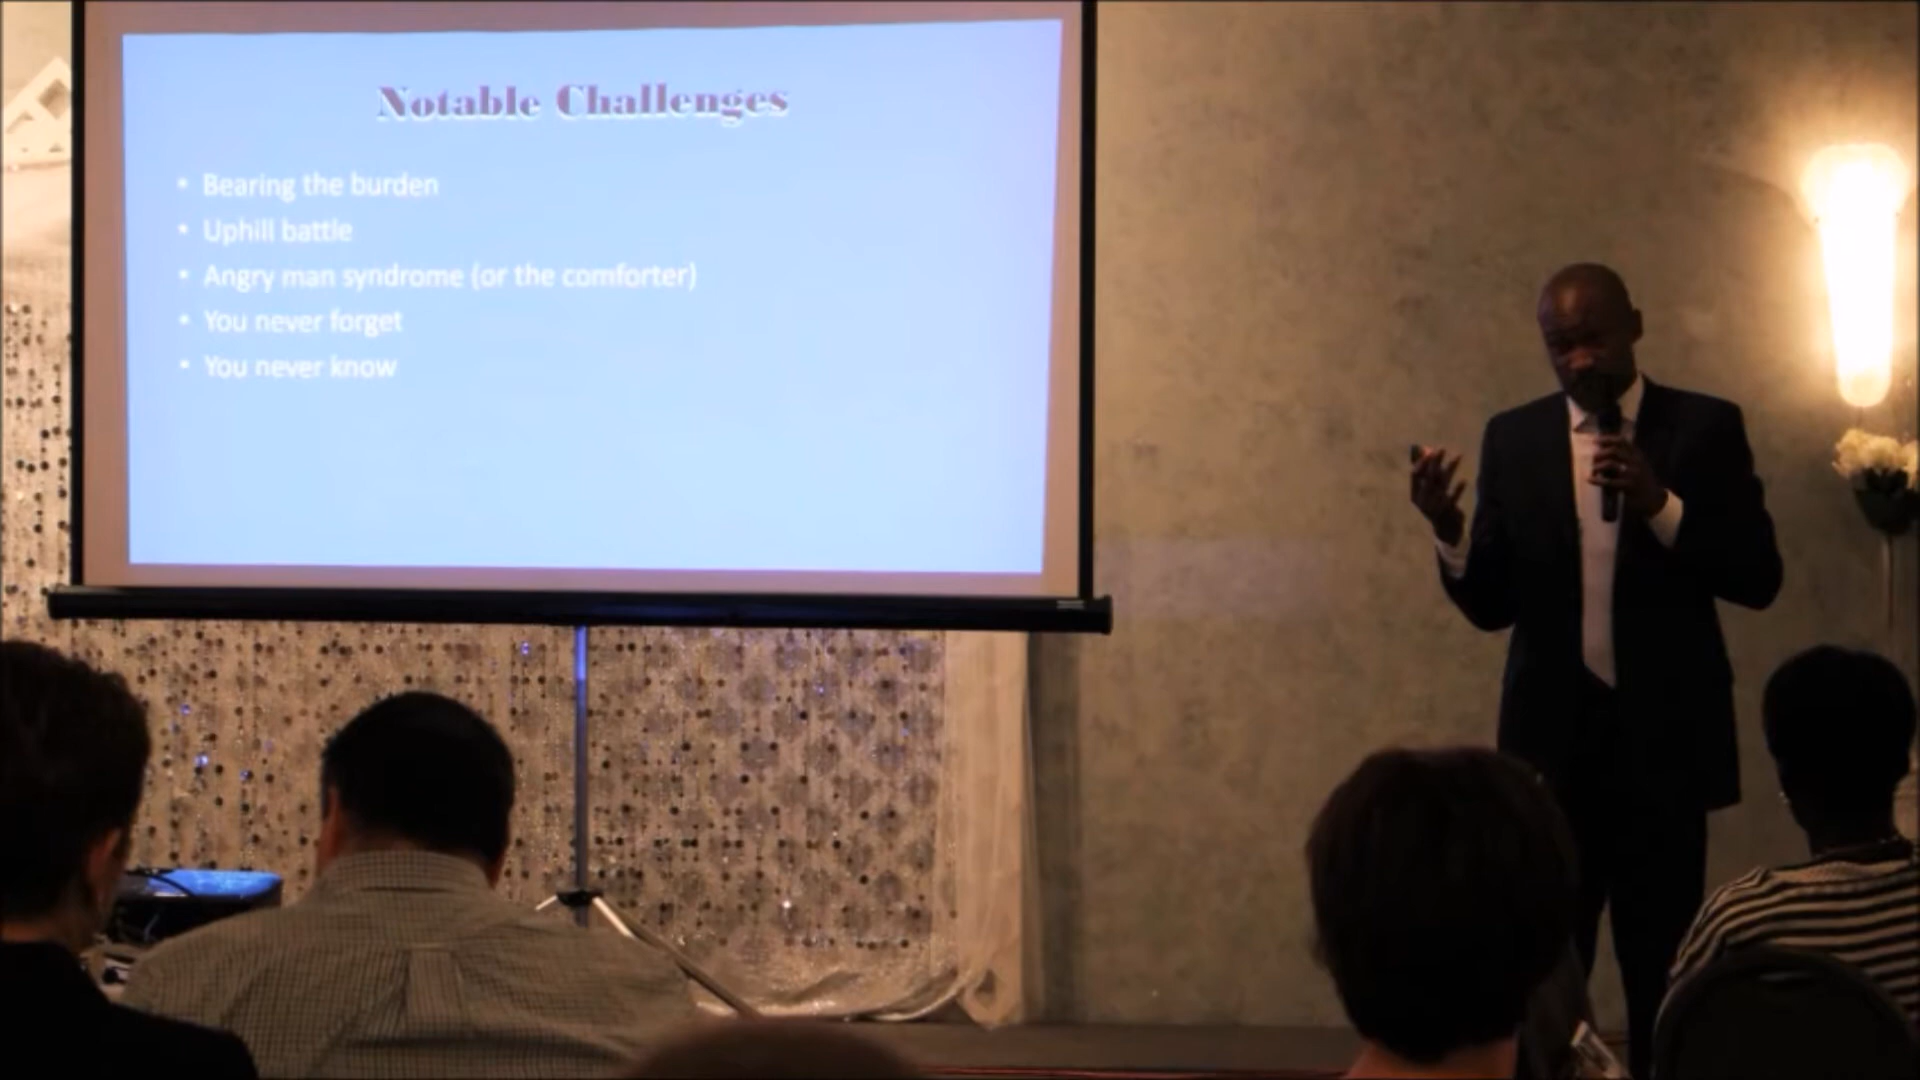 Notable Challenges
• Bearing the burden
• Uphill battle
• Angry man syndrome (or the comforter)
• You never forget
• You never know